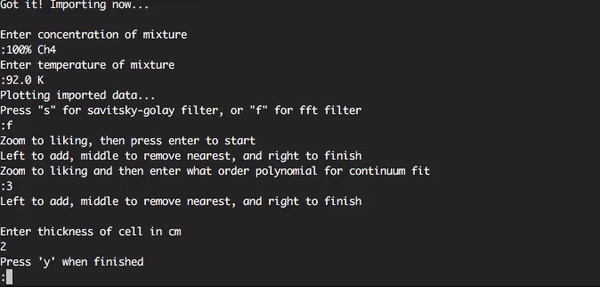 Got it! Importing now...
Enter concentration of mixture
:100% Ch4
Enter temperature of mixture
:92.0 K
Plotting imported data...
Press "s" for savitsky-golay filter, or "f" for fft filter
:f
Zoom to liking, then press enter to start
Left to add, middle to remove nearest, and right to finish
Zoom to liking and then enter what order polynomial for continuum fit
:3
Left to add, middle to remove nearest, and right to finish
Enter thickness of cell in cm
2
Press 'y' when finished
: